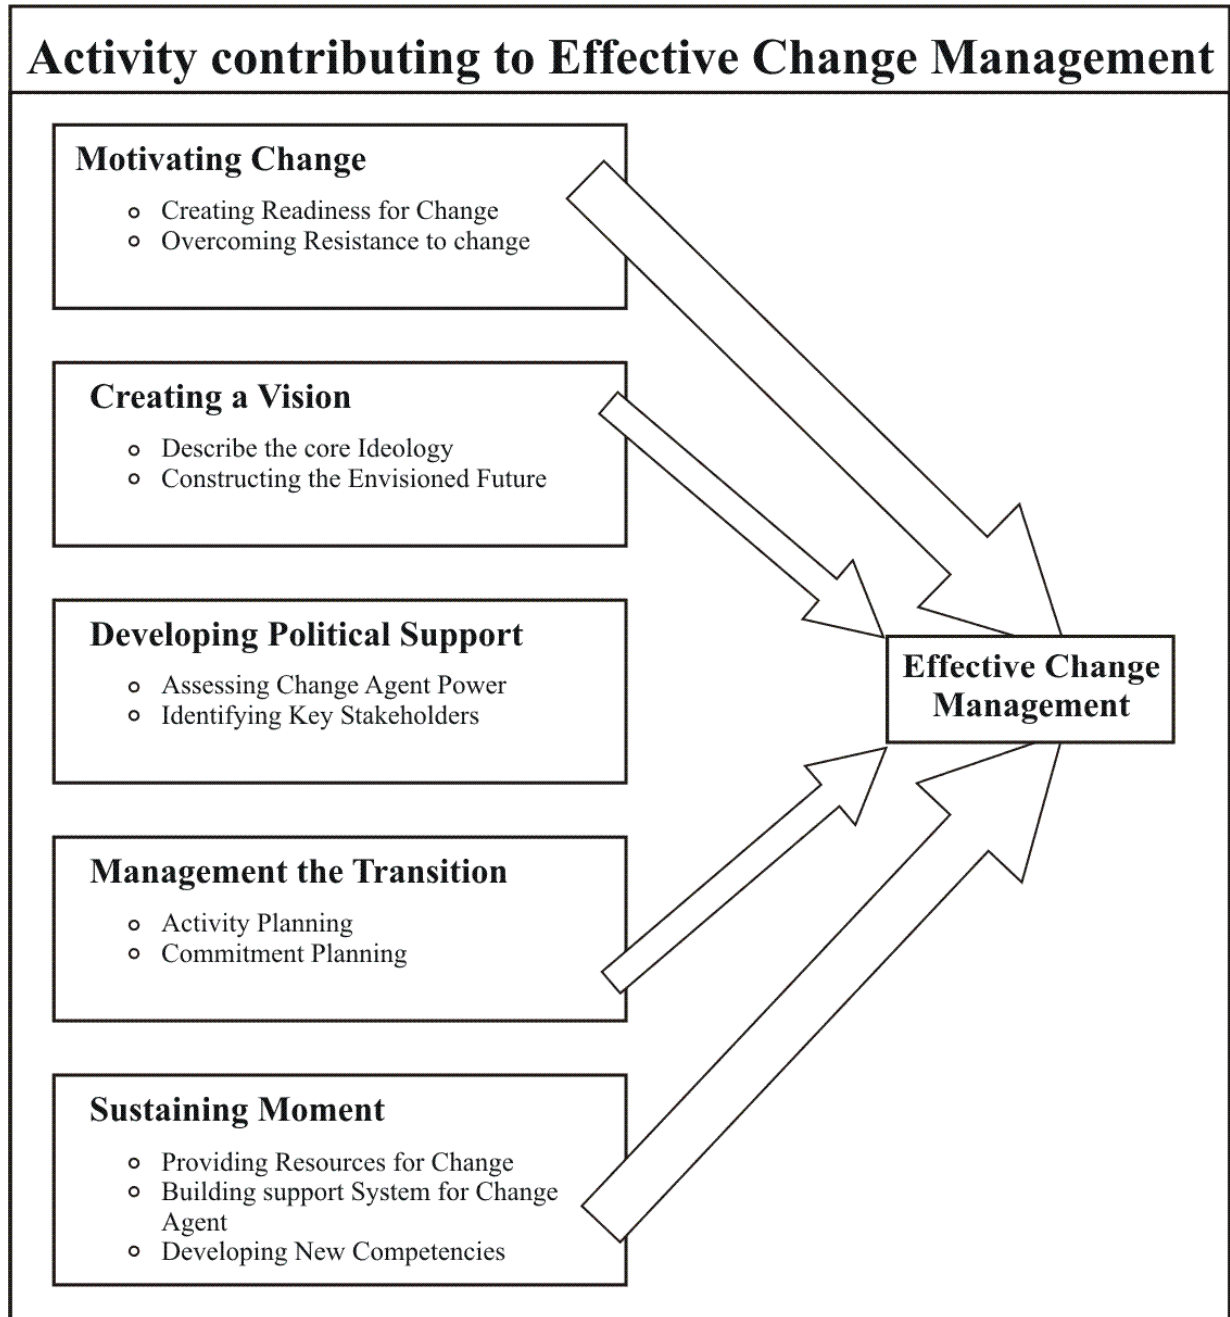 Activity contributing to Effective Change Management
Motivating Change
Creating Readiness for Change
Overcoming Resistance to change
Creating a Vision
Describe the core Ideology
Constructing the Envisioned Future
Developing Political Support
Assessing Change Agent Power
Identifying Key Stakeholders
Effective Change
Management
Management the Transition
Activity Planning
Commitment Planning
Sustaining Moment
Providing Resources for Change
Building support System for Change
Agent
Developing New Competencies